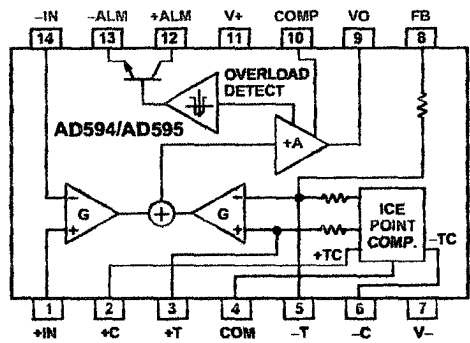 –IN –ALM +ALM V+ COMP VO FB
14 13 12 11 10 9 8
OVERLOAD
DETECT
AD594/AD595
+A
– –
G G
+ +
ICE
POINT
COMP.
+TC
–TC
1 2 3 4 5 6 7
+IN +C +T COM –T –C V–